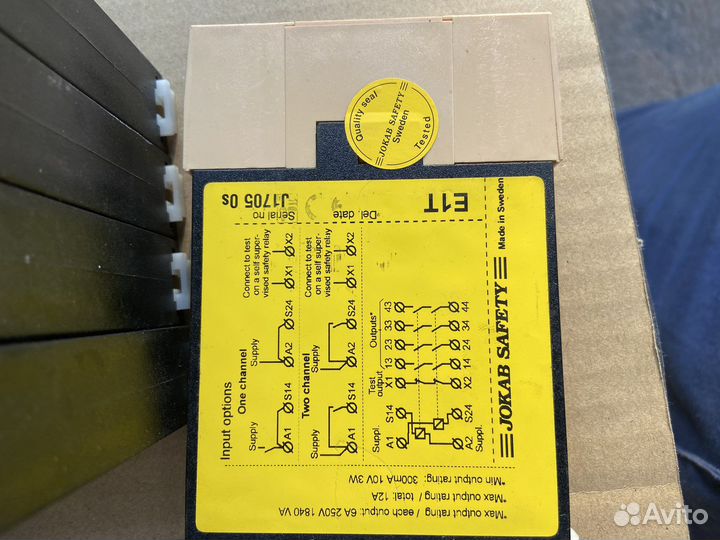 Quality seal
JOKAB SAFETY
Sweden
Tested
E1T
*Del. date
Serial no
J1705 0s
Made in Sweden
JOKAB SAFETY
Input options
One channel
Supply
Supply
Connect to test
on a self super-
vised safety relay
A1
S14
A2
S24
X1
X2
Two channel
Supply
Supply
Connect to test
on a self super-
vised safety relay
A1
S14
A2
S24
X1
X2
Suppl.
Test
output
Outputs*
A1
S14
X1
13
23
33
43
A2
S24
X2
14
24
34
44
Suppl.
*Max output rating / each output: 6A 250V 1840 VA
*Max output rating / total: 12A
*Min output rating: 300mA 10V 3W
Avito